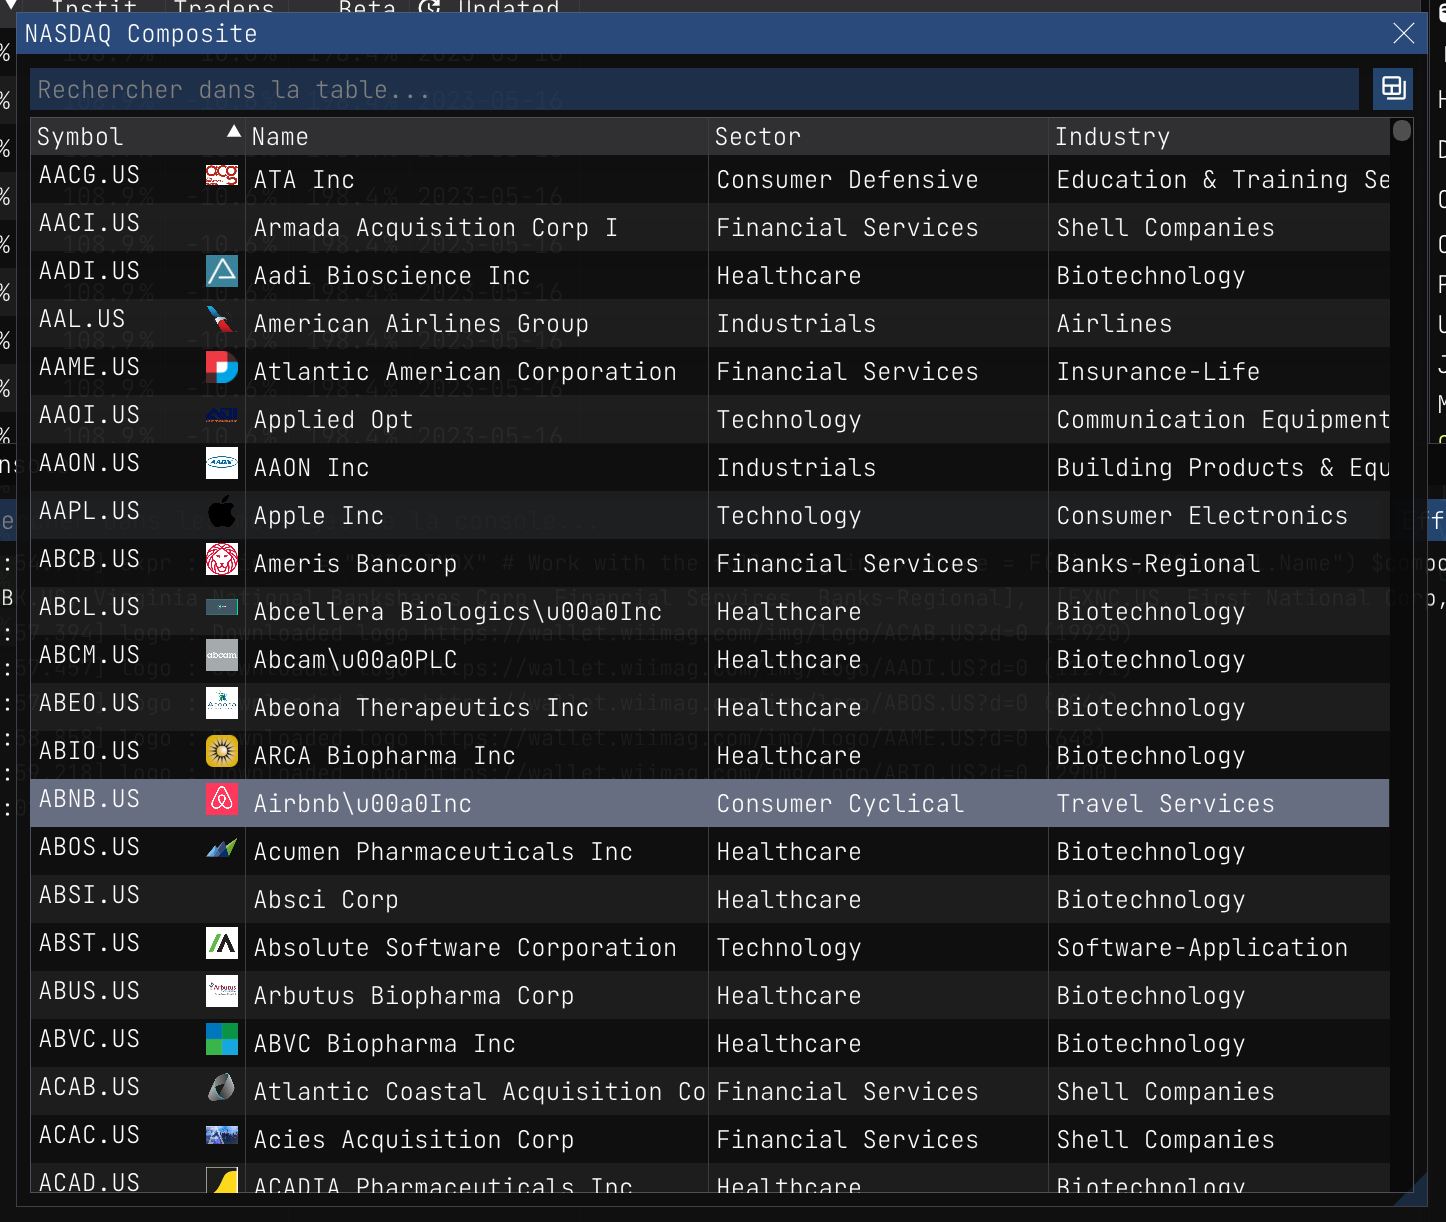 Instit Traders Beta Updated
NASDAQ Composite
Rechercher dans la table...
Symbol Name Sector Industry
AACG.US acg ATA Inc Consumer Defensive Education & Training Se
AACI.US Armada Acquisition Corp I Financial Services Shell Companies
AADI.US Aadi Bioscience Inc Healthcare Biotechnology
AAL.US American Airlines Group Industrials Airlines
AAME.US Atlantic American Corporation Financial Services Insurance-Life
AAOI.US Applied Opt Technology Communication Equipment
AAON.US AAON AAON Inc Industrials Building Products & Equ
AAPL.US Apple Inc Technology Consumer Electronics
ABCB.US Ameris Bancorp Financial Services Banks-Regional
ABCL.US Abcellera Biologics\u00a0Inc Healthcare Biotechnology
ABCM.US abcam Abcam\u00a0PLC Healthcare Biotechnology
ABEO.US Abeona Therapeutics Inc Healthcare Biotechnology
ABIO.US ARCA Biopharma Inc Healthcare Biotechnology
ABNB.US Airbnb\u00a0Inc Consumer Cyclical Travel Services
ABOS.US Acumen Pharmaceuticals Inc Healthcare Biotechnology
ABSI.US Absci Corp Healthcare Biotechnology
ABST.US Absolute Software Corporation Technology Software-Application
ABUS.US Arbutus Arbutus Biopharma Corp Healthcare Biotechnology
ABVC.US ABVC Biopharma Inc Healthcare Biotechnology
ACAB.US Atlantic Coastal Acquisition Co Financial Services Shell Companies
ACAC.US Acies Acquisition Corp Financial Services Shell Companies
ACAD.US ACADIA Pharmaceuticals Inc Healthcare Biotechnology